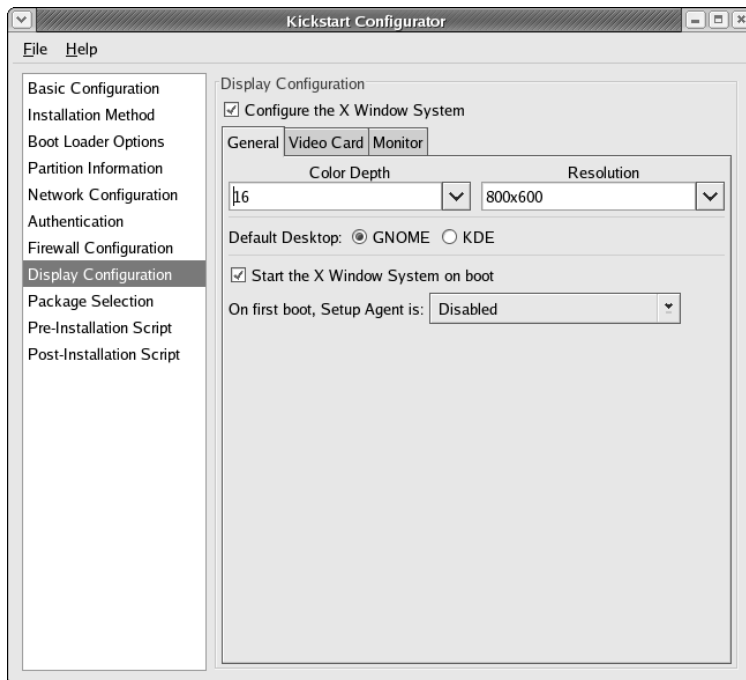 Kickstart Configurator
File Help
Basic Configuration
Installation Method
Boot Loader Options
Partition Information
Network Configuration
Authentication
Firewall Configuration
Display Configuration
Package Selection
Pre-Installation Script
Post-Installation Script
Display Configuration
Configure the X Window System
General Video Card Monitor
Color Depth Resolution
16 800x600
Default Desktop: GNOME KDE
Start the X Window System on boot
On first boot, Setup Agent is: Disabled